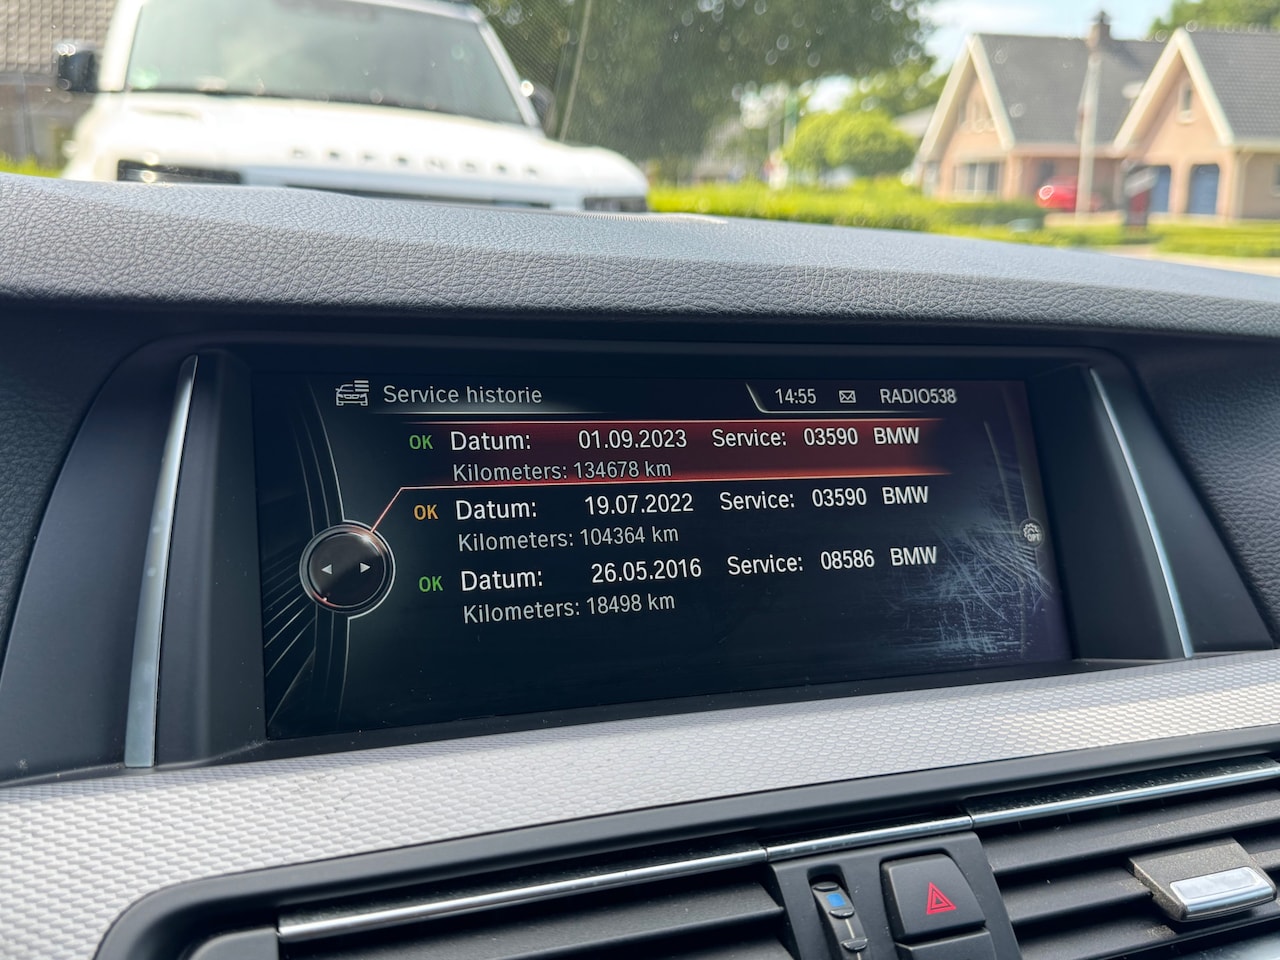 DEFENDER
Service historie 14:55 RADIO538
OK Datum: 01.09.2023 Service: 03590 BMW
Kilometers: 134678 km
OK Datum: 19.07.2022 Service: 03590 BMW
Kilometers: 104364 km
OK Datum: 26.05.2016 Service: 08586 BMW
Kilometers: 18498 km
OPT